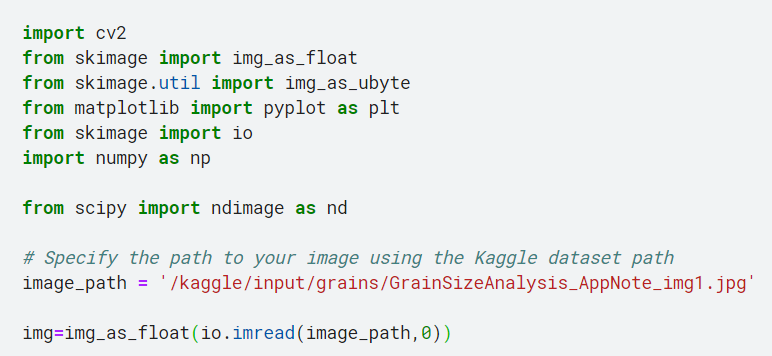 import cv2
from skimage import img_as_float
from skimage.util import img_as_ubyte
from matplotlib import pyplot as plt
from skimage import io
import numpy as np
from scipy import ndimage as nd
# Specify the path to your image using the Kaggle dataset path
image_path = '/kaggle/input/grains/GrainSizeAnalysis_AppNote_img1.jpg'
img=img_as_float(io.imread(image_path,0))